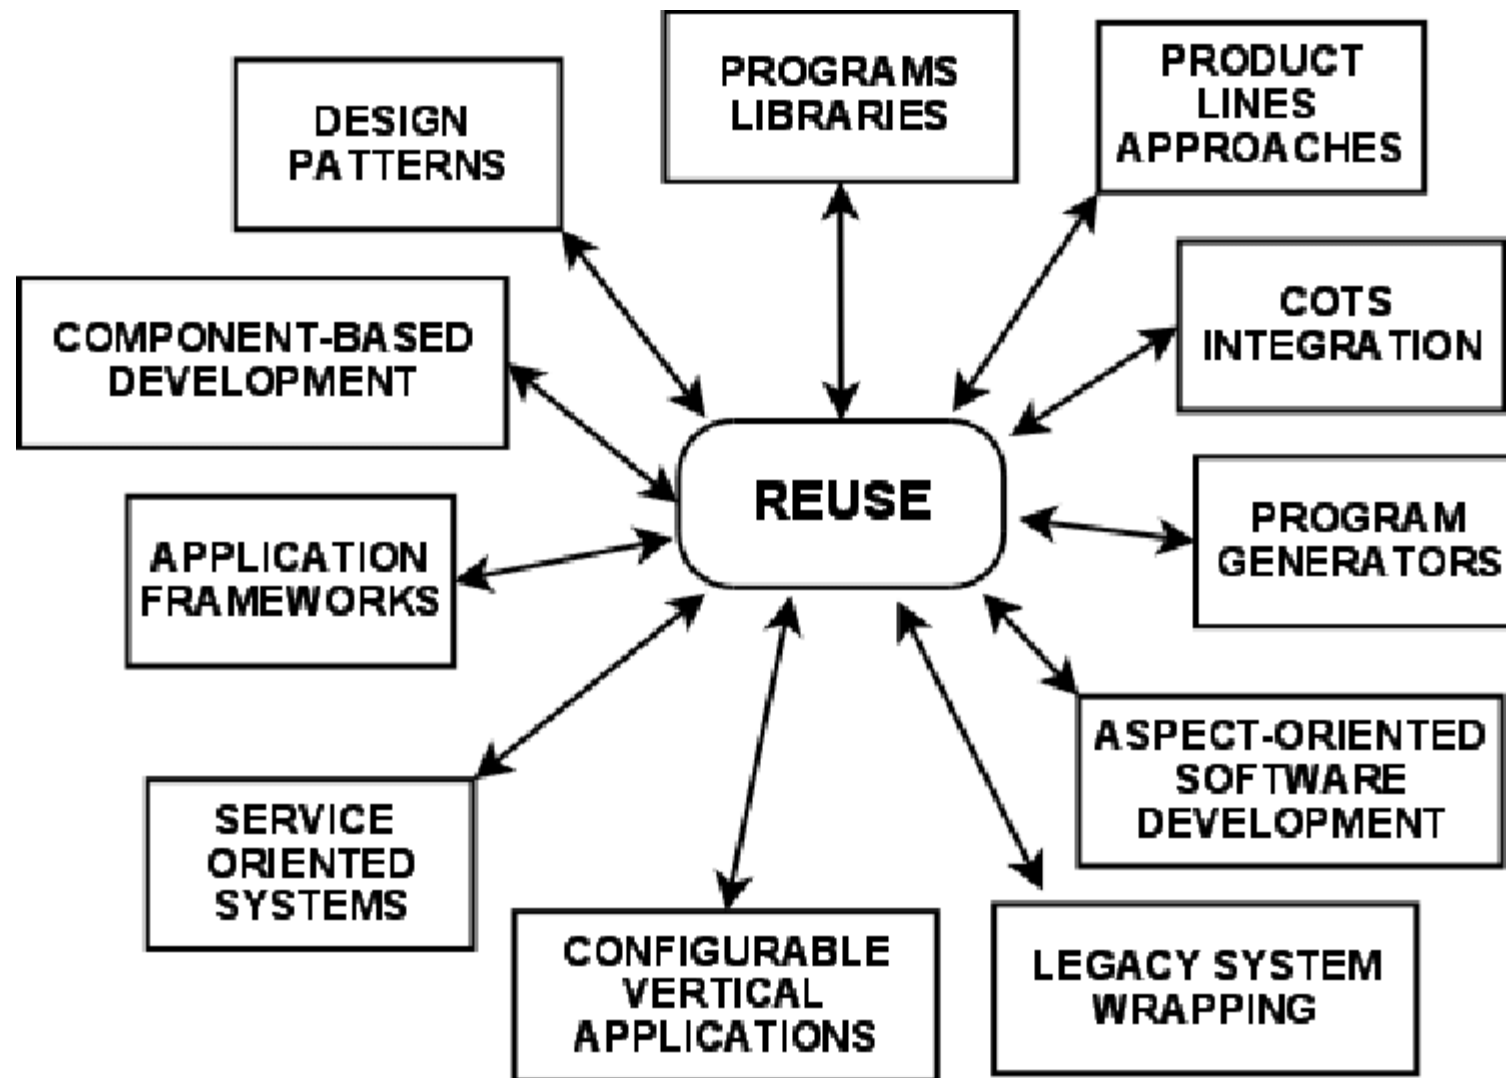 PROGRAMS
LIBRARIES
PRODUCT
LINES
APPROACHES
DESIGN
PATTERNS
COTS
INTEGRATION
COMPONENT-BASED
DEVELOPMENT
REUSE
PROGRAM
GENERATORS
APPLICATION
FRAMEWORKS
ASPECT-ORIENTED
SOFTWARE
DEVELOPMENT
SERVICE
ORIENTED
SYSTEMS
CONFIGURABLE
VERTICAL
APPLICATIONS
LEGACY SYSTEM
WRAPPING